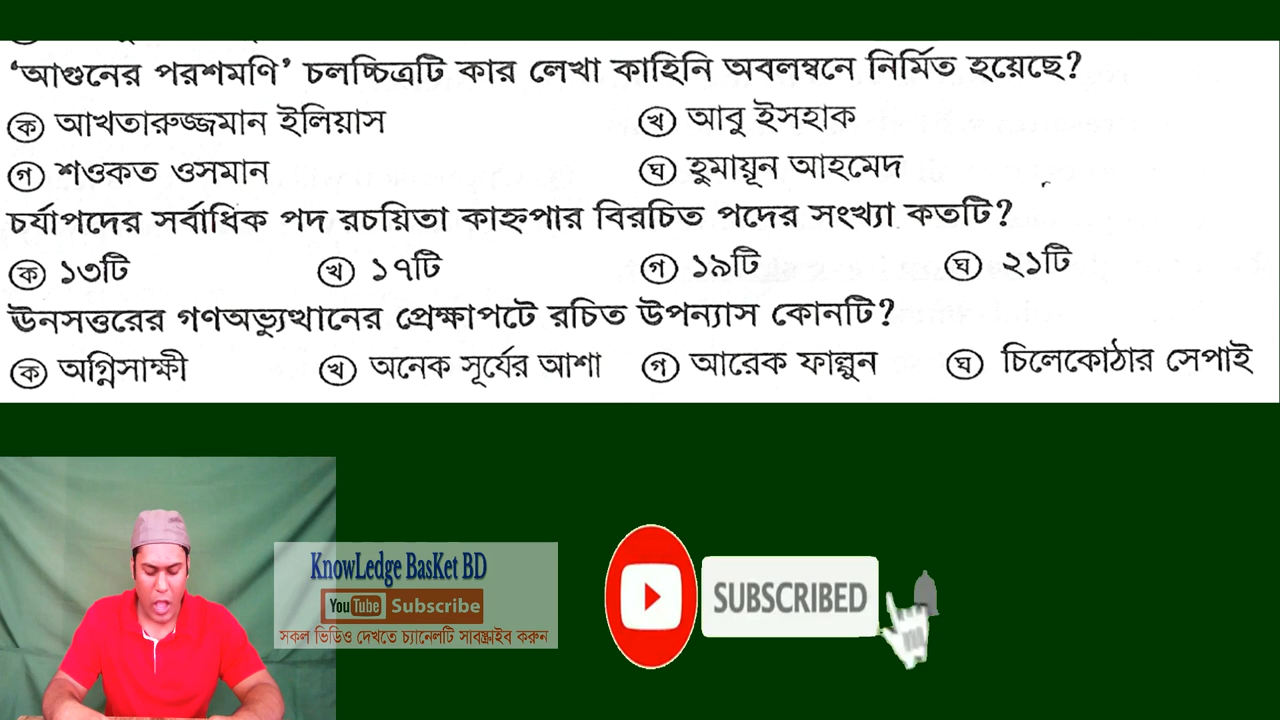 ‘আগুনের পরশমণি’ চলচ্চিত্রটি কার লেখা কাহিনি অবলম্বনে নির্মিত হয়েছে?
ক আখতারুজ্জমান ইলিয়াস খ আবু ইসহাক
গ শওকত ওসমান ঘ হুমায়ূন আহমেদ
চর্যাপদের সর্বাধিক পদ রচয়িতা কাহ্নপার বিরচিত পদের সংখ্যা কতটি?
ক ১৩টি খ ১৭টি গ ১৯টি ঘ ২১টি
ঊনসত্তরের গণঅভ্যুত্থানের প্রেক্ষাপটে রচিত উপন্যাস কোনটি?
ক অগ্নিসাক্ষী খ অনেক সূর্যের আশা গ আরেক ফাল্গুন ঘ চিলেকোঠার সেপাই
KnowLedge BasKet BD
YouTube Subscribe
সকল ভিডিও দেখতে চ্যানেলটি সাবস্ক্রাইব করুন
SUBSCRIBED